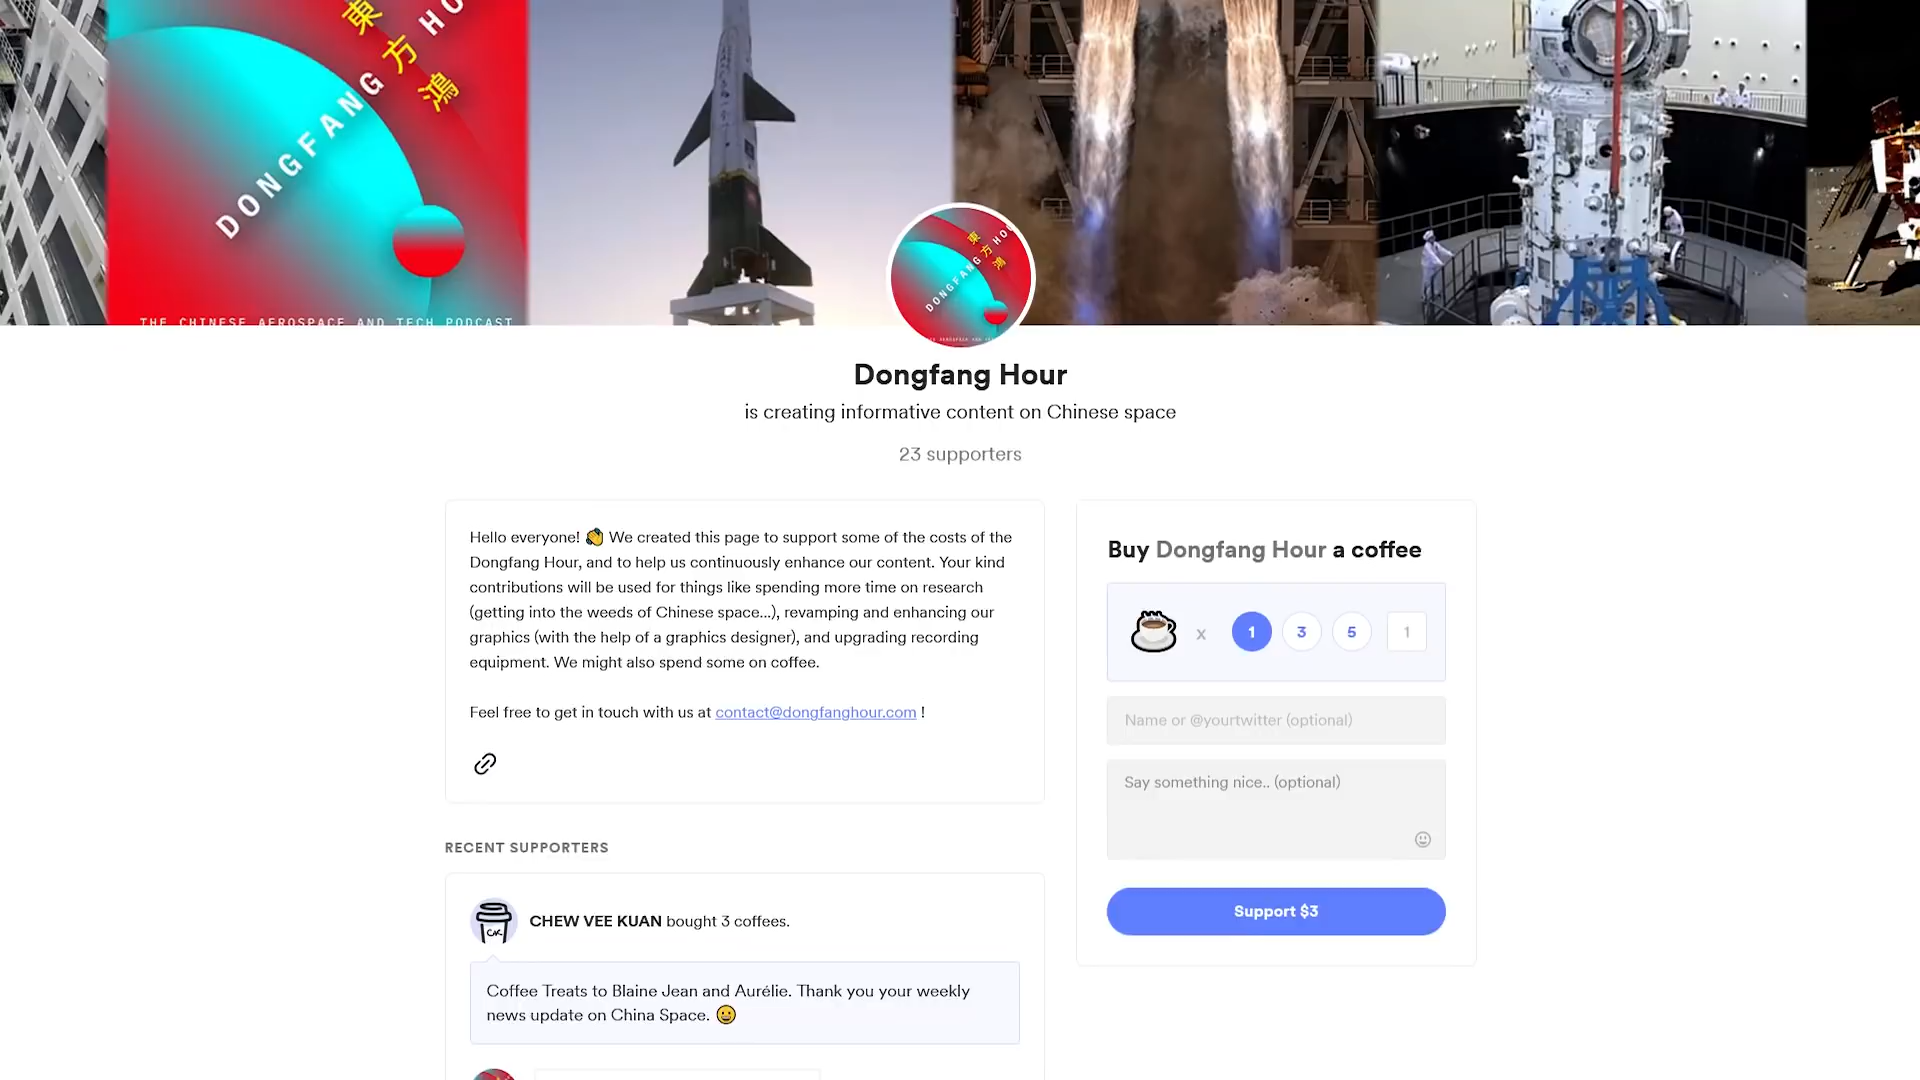 東方鴻
DONGFANG HO
THE CHINESE AEROSPACE AND TECH PODCAST
東方鴻
DONGFANG HOU
Dongfang Hour
is creating informative content on Chinese space
23 supporters
Hello everyone! 👋 We created this page to support some of the costs of the
Dongfang Hour, and to help us continuously enhance our content. Your kind
contributions will be used for things like spending more time on research
(getting into the weeds of Chinese space...), revamping and enhancing our
graphics (with the help of a graphics designer), and upgrading recording
equipment. We might also spend some on coffee.
Feel free to get in touch with us at contact@dongfanghour.com !
RECENT SUPPORTERS
CHEW VEE KUAN bought 3 coffees.
Coffee Treats to Blaine Jean and Aurélie. Thank you your weekly
news update on China Space. 😀
Buy Dongfang Hour a coffee
x 1 3 5 1
Name or @yourtwitter (optional)
Say something nice.. (optional)
Support $3